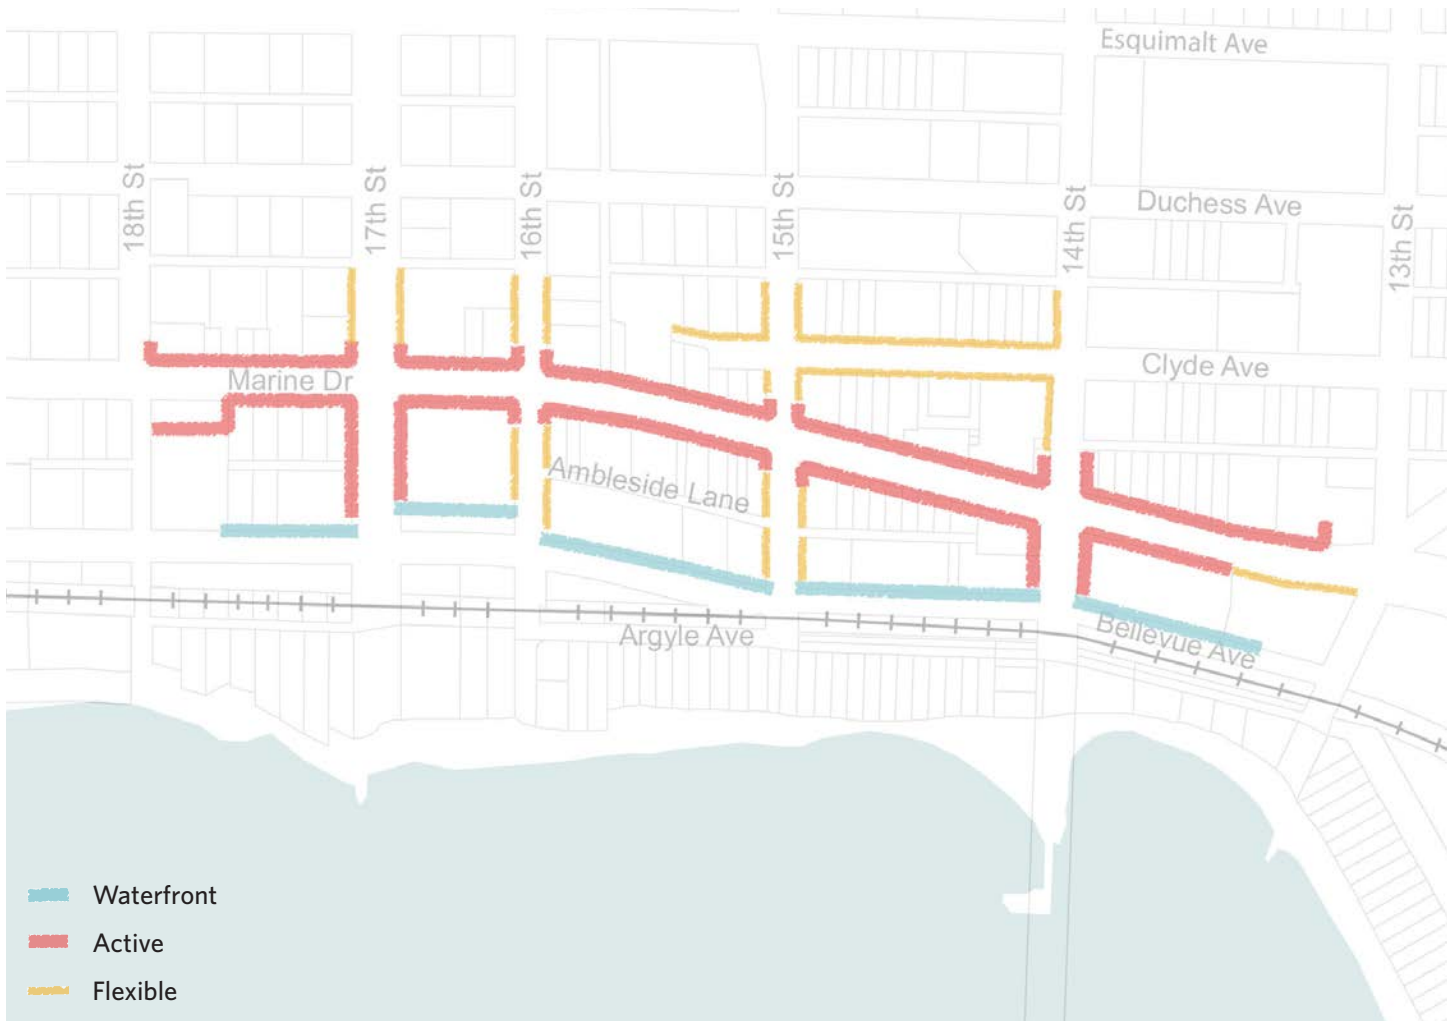 Esquimalt Ave
18th St
17th St
16th St
15th St
14th St
Duchess Ave
13th St
Marine Dr
Clyde Ave
Ambleside Lane
Argyle Ave
Bellevue Ave
Waterfront
Active
Flexible